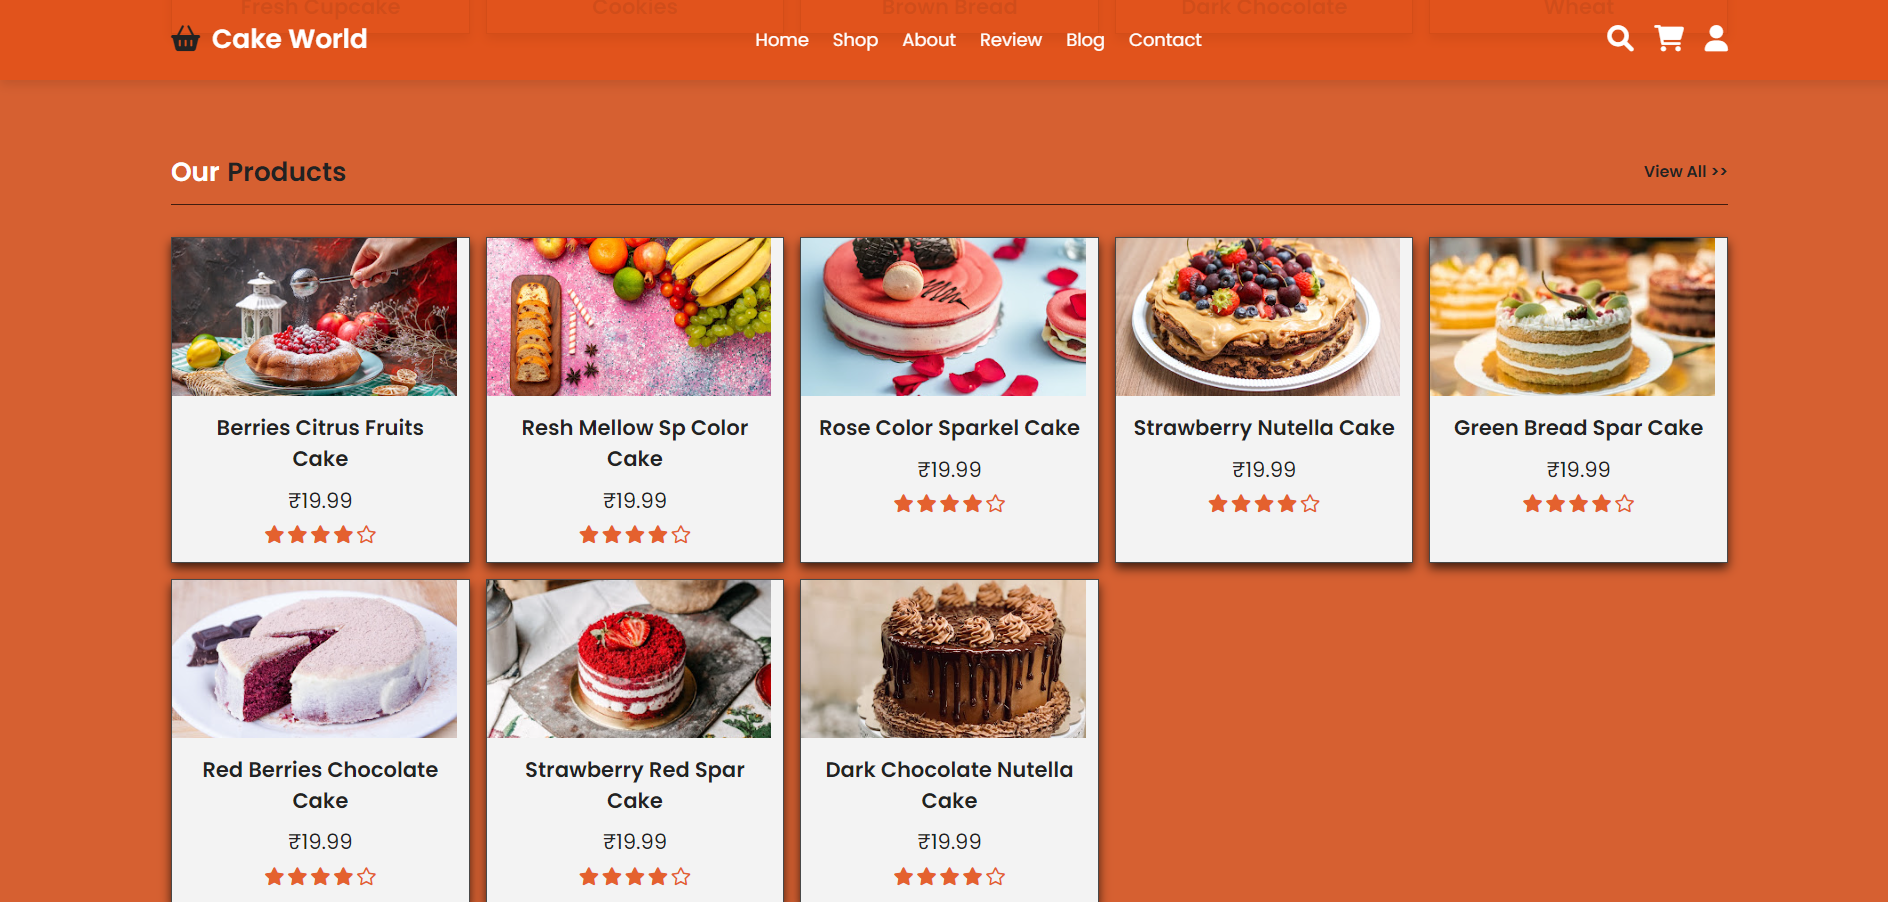 Fresh Cupcake
Cookies
Brown Bread
Dark Chocolate
Wheat
Cake World
Home
Shop
About
Review
Blog
Contact
Our Products
View All >>
Berries Citrus Fruits
Cake
₹19.99
Resh Mellow Sp Color
Cake
₹19.99
Rose Color Sparkel Cake
₹19.99
Strawberry Nutella Cake
₹19.99
Green Bread Spar Cake
₹19.99
Red Berries Chocolate
Cake
₹19.99
Strawberry Red Spar
Cake
₹19.99
Dark Chocolate Nutella
Cake
₹19.99